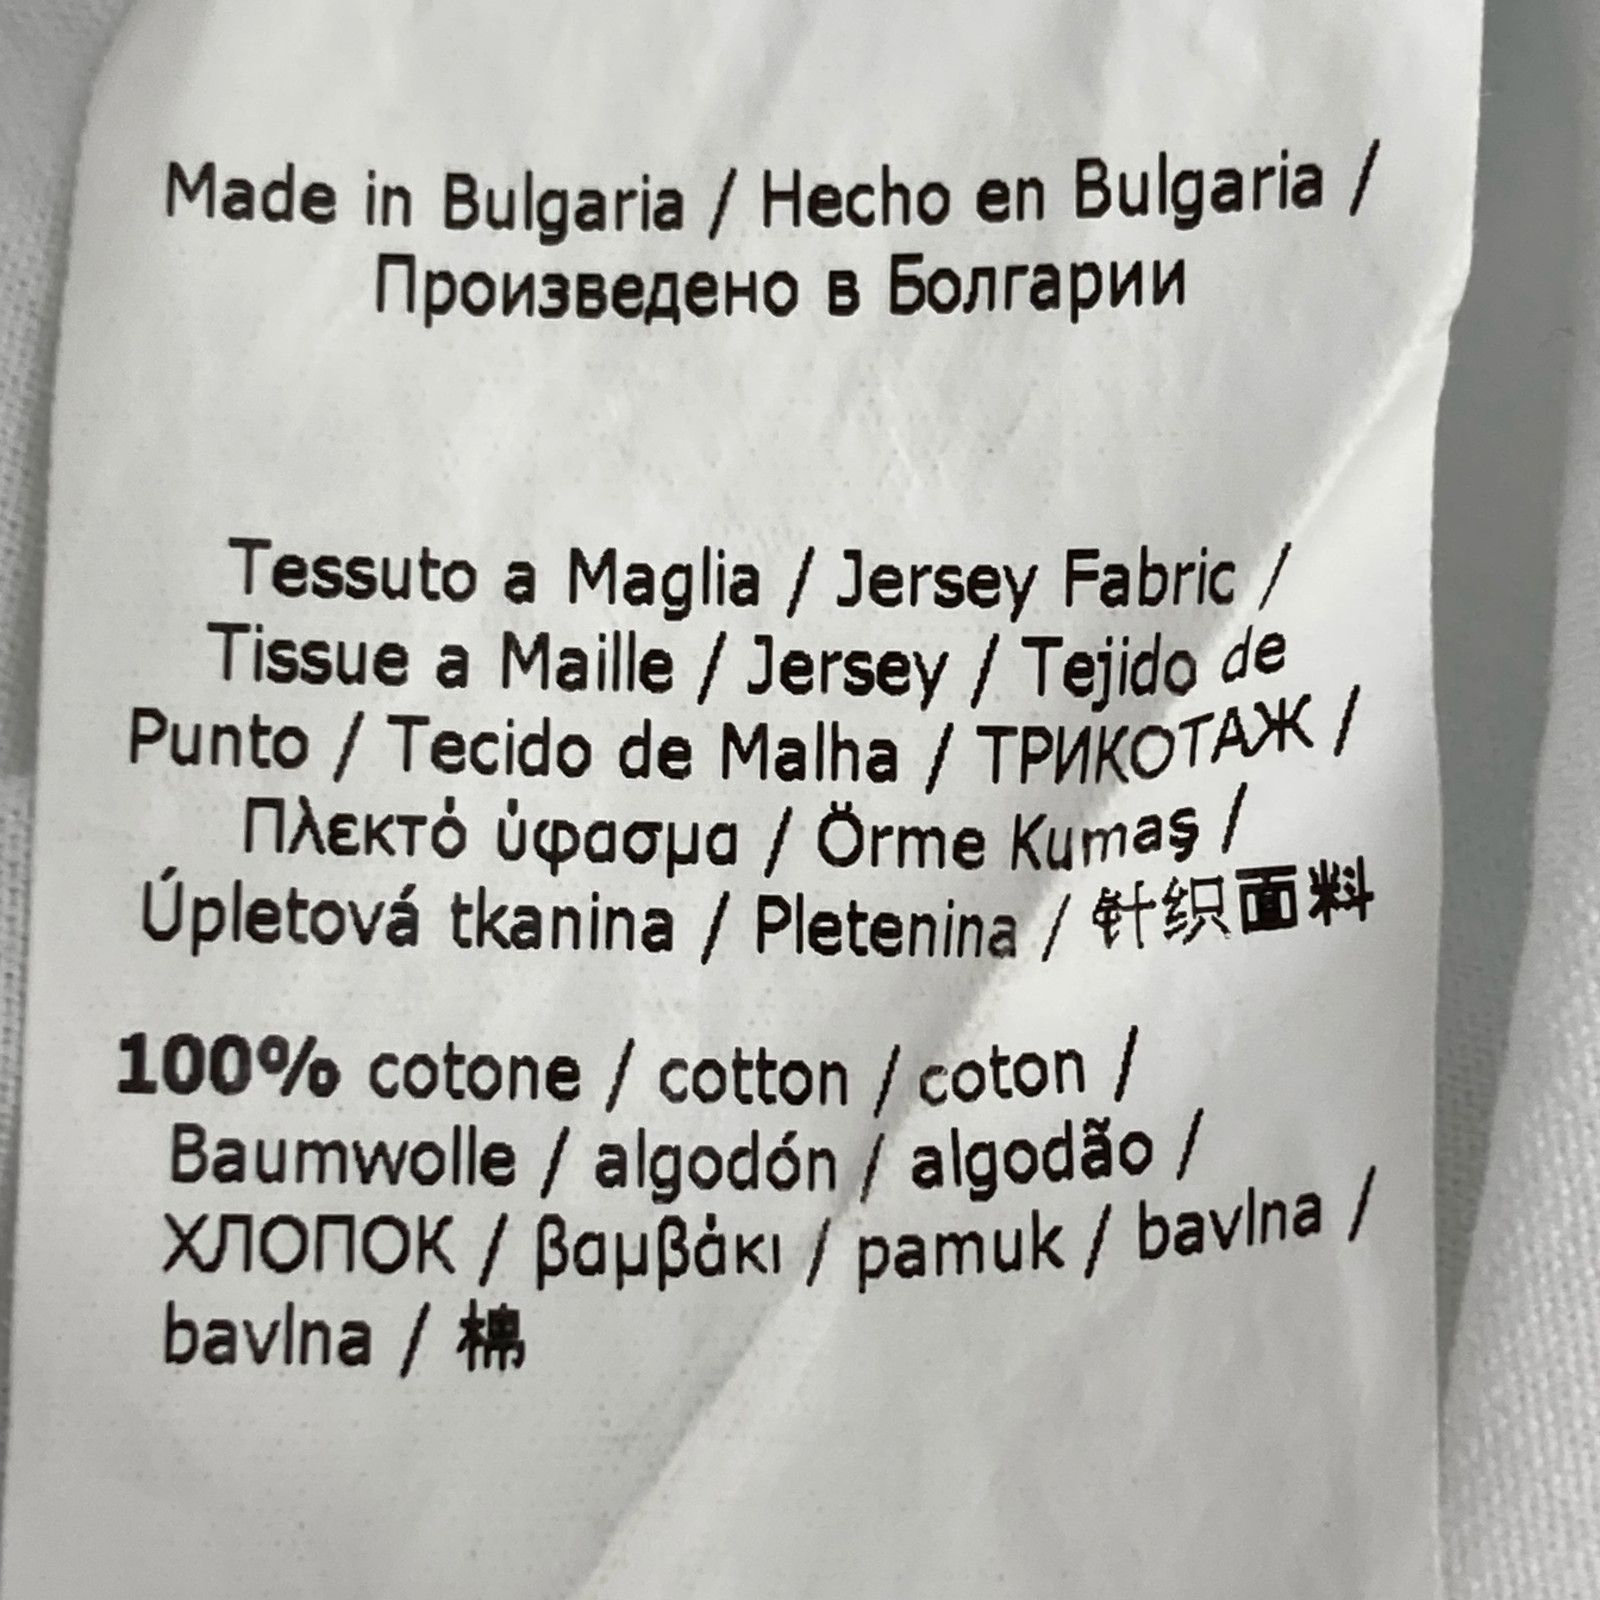 Made in Bulgaria / Hecho en Bulgaria /
Произведено в Болгарии
Tessuto a Maglia / Jersey Fabric /
Tissue a Maille / Jersey / Tejido de
Punto / Tecido de Malha / ТРИКОТАЖ /
Πλεκτό ύφασμα / Örme Kumaş /
Úpletová tkanina / Pletenina / 针织面料
100% cotone / cotton / coton /
Baumwolle / algodón / algodão /
ХЛОПОК / βαμβάκι / pamuk / bavlna /
bavlna / 棉